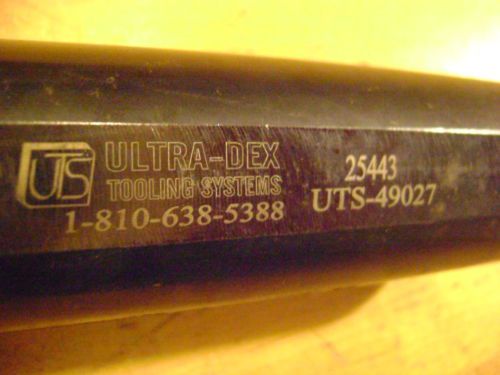 UTS
ULTRA-DEX
TOOLING SYSTEMS
1-810-638-5388
25443
UTS-49027